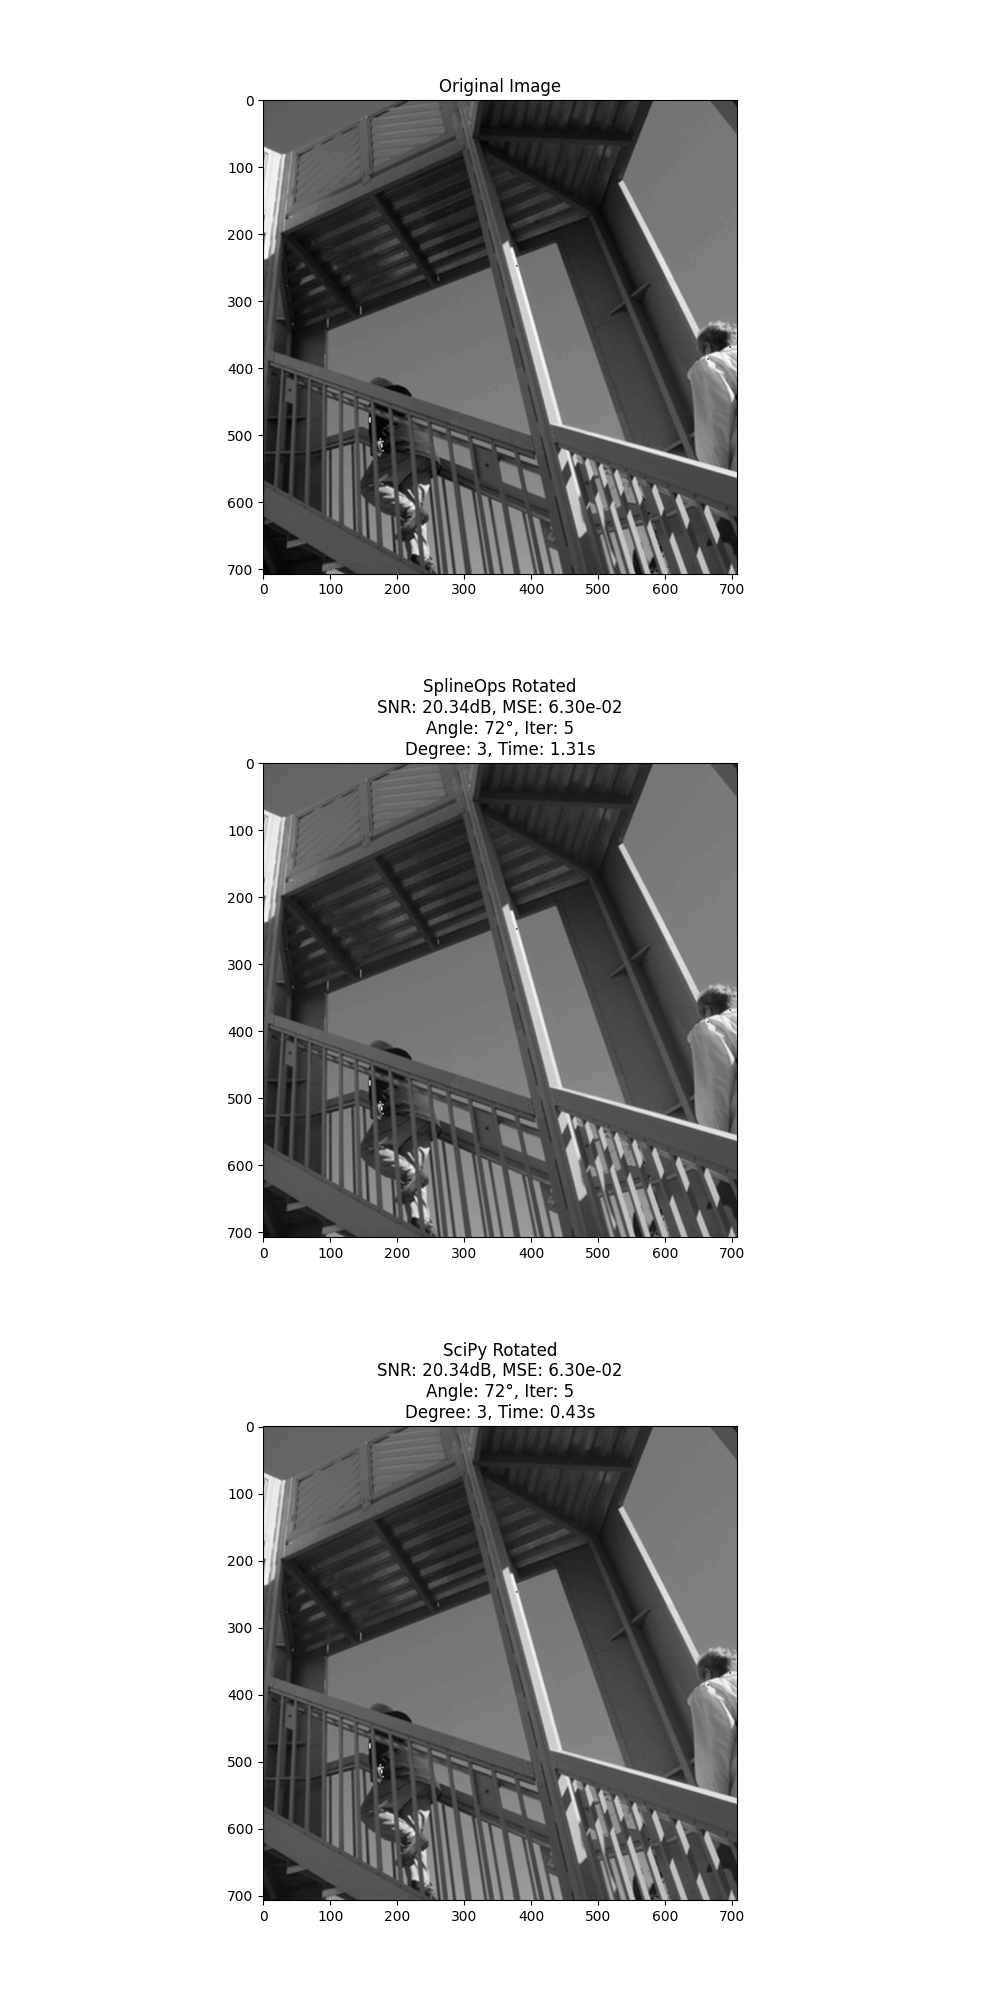 Original Image
0
100
200
300
400
500
600
700
0 100 200 300 400 500 600 700
SplineOps Rotated
SNR: 20.34dB, MSE: 6.30e-02
Angle: 72°, Iter: 5
Degree: 3, Time: 1.31s
0
100
200
300
400
500
600
700
0 100 200 300 400 500 600 700
SciPy Rotated
SNR: 20.34dB, MSE: 6.30e-02
Angle: 72°, Iter: 5
Degree: 3, Time: 0.43s
0
100
200
300
400
500
600
700
0 100 200 300 400 500 600 700